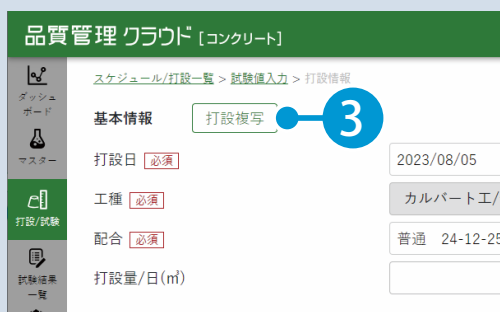 品質管理 クラウド [コンクリート]
ダッシュ
ボード
マスター
打設/試験
試験結果
一覧
スケジュール/打設一覧 > 試験値入力 > 打設情報
基本情報 打設複写 3
打設日 必須 2023/08/05
工種 必須 カルバート工/
配合 必須 普通 24-12-25
打設量/日(㎥)